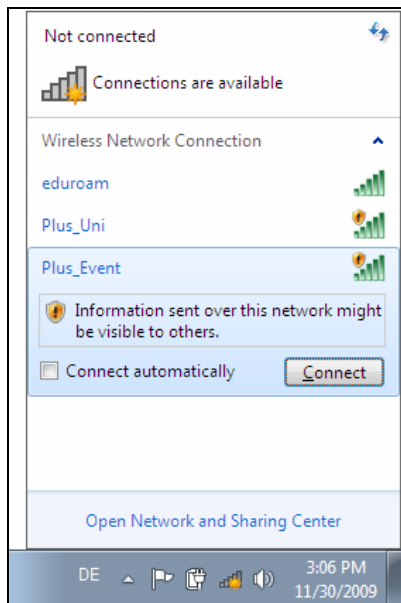 Not connected
Connections are available
Wireless Network Connection
eduroam
Plus_Uni
Plus_Event
Information sent over this network might
be visible to others.
Connect automatically
Connect
Open Network and Sharing Center
DE
3:06 PM
11/30/2009